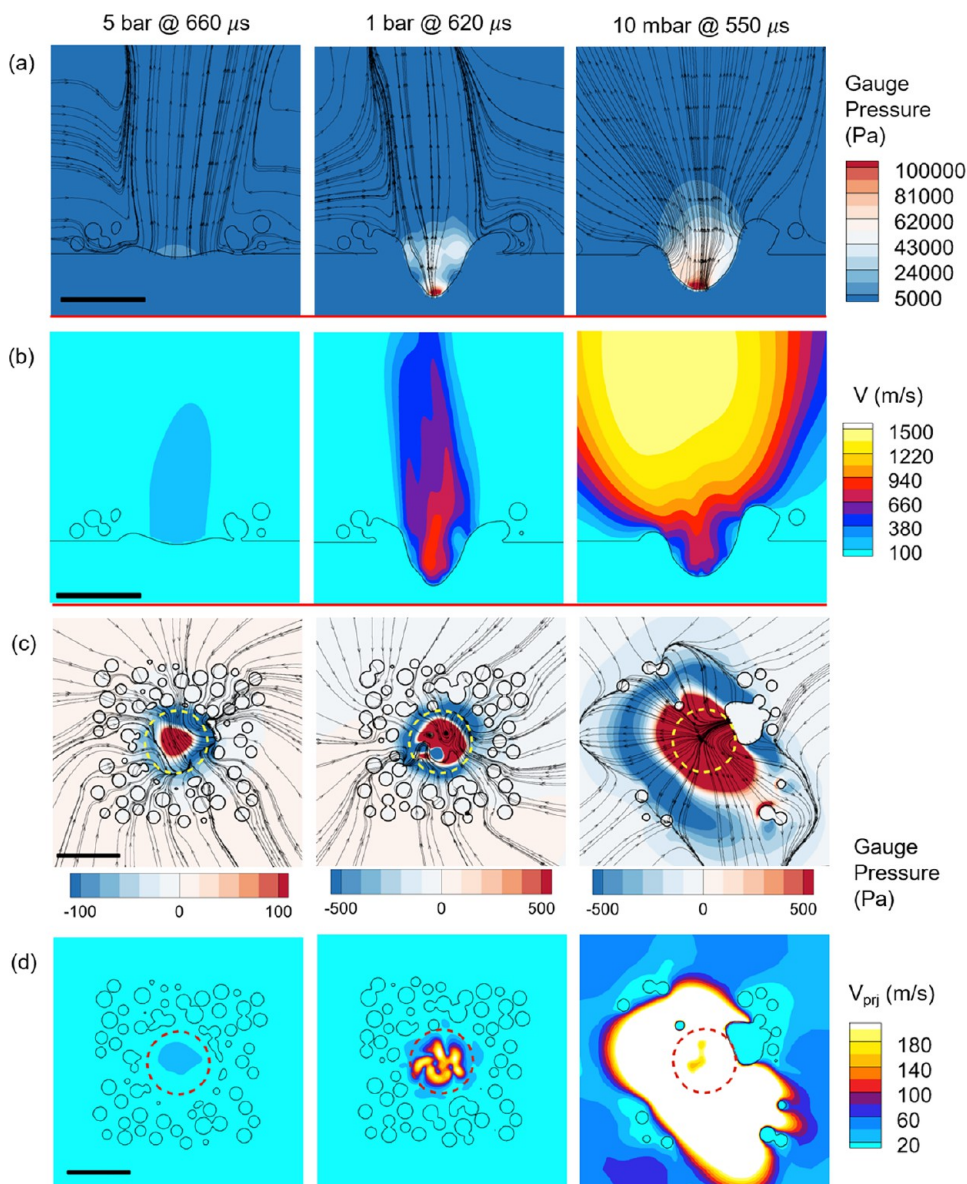 5 bar @ 660 μs
1 bar @ 620 μs
10 mbar @ 550 μs
(a)
Gauge
Pressure
(Pa)
100000
81000
62000
43000
24000
5000
(b)
V (m/s)
1500
1220
940
660
380
100
(c)
Gauge
Pressure
(Pa)
-100 0 100
-500 0 500
-500 0 500
(d)
Vprj (m/s)
180
140
100
60
20